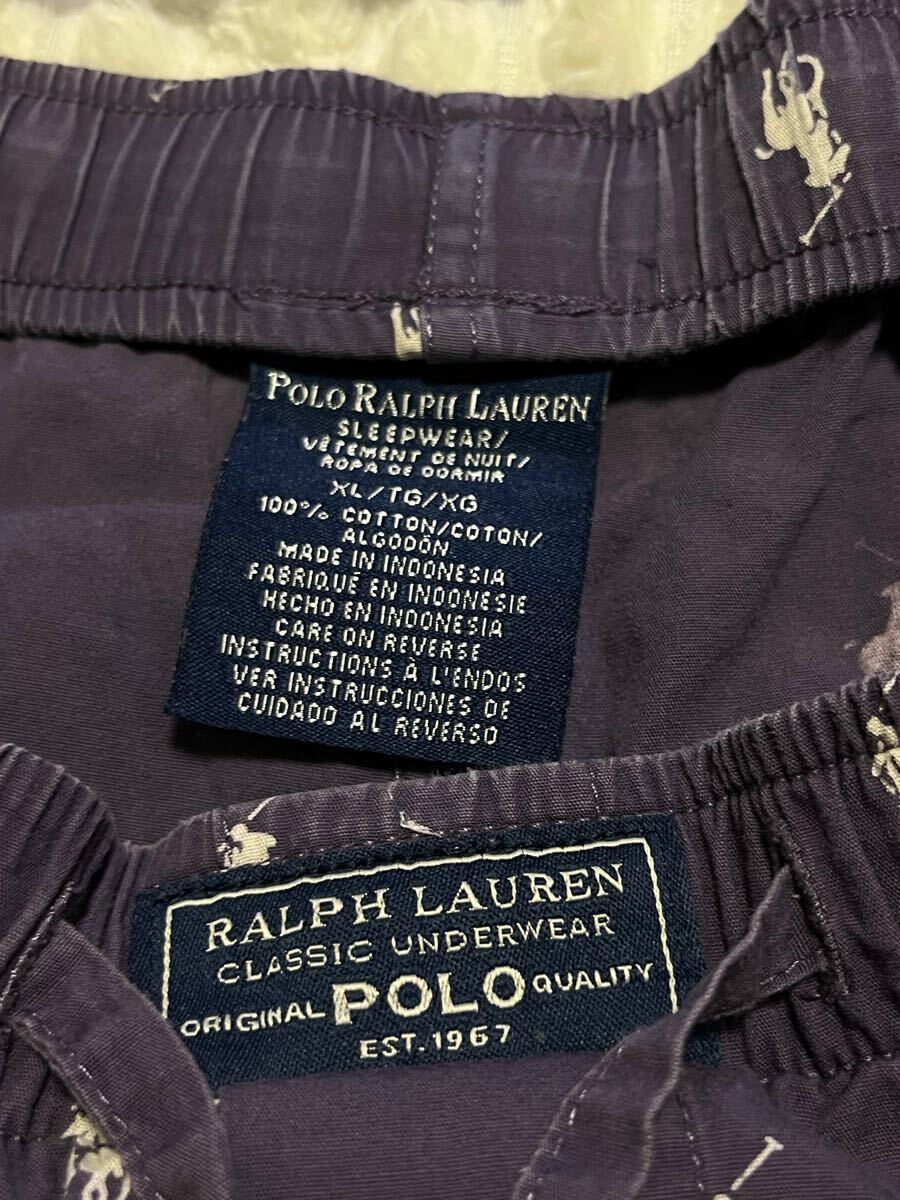 POLO RALPH LAUREN
SLEEPWEAR/
VÊTEMENT DE NUIT/
ROPA DE DORMIR
XL/TG/XG
100% COTTON/COTON/
ALGODÓN
MADE IN INDONESIA
FABRIQUÉ EN INDONESIE
HECHO EN INDONESIA
CARE ON REVERSE
INSTRUCTIONS À L'ENDOS
VER INSTRUCCIONES DE
CUIDADO AL REVERSO
RALPH LAUREN
CLASSIC UNDERWEAR
ORIGINAL POLO QUALITY
EST. 1967